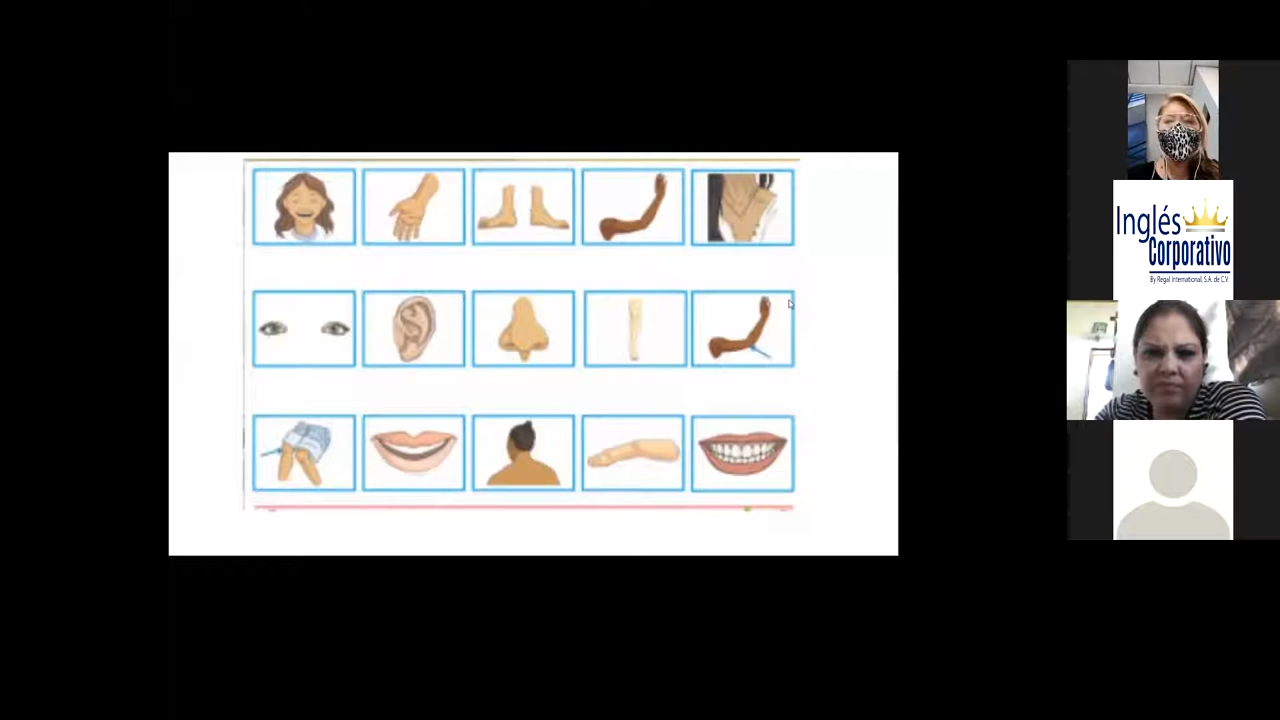 Inglés
Corporativo
By Regal International, S.A. de C.V.